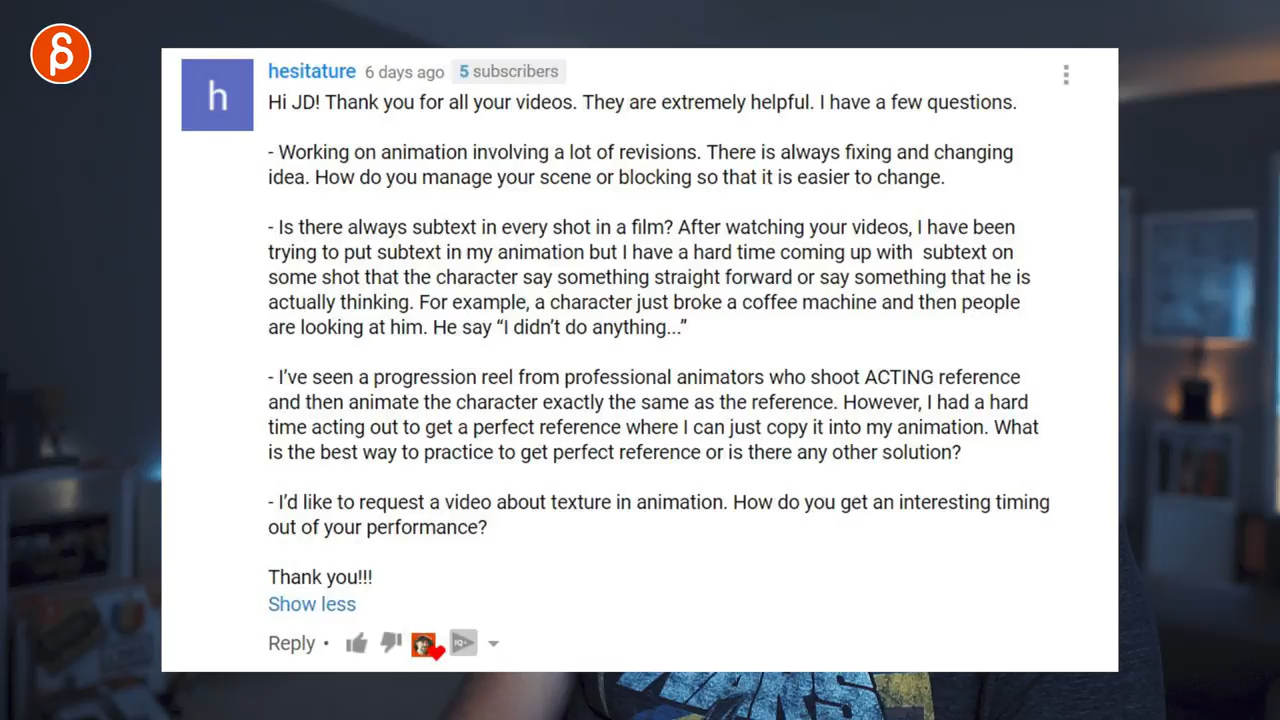 hesitature 6 days ago 5 subscribers
Hi JD! Thank you for all your videos. They are extremely helpful. I have a few questions.
- Working on animation involving a lot of revisions. There is always fixing and changing
idea. How do you manage your scene or blocking so that it is easier to change.
- Is there always subtext in every shot in a film? After watching your videos, I have been
trying to put subtext in my animation but I have a hard time coming up with subtext on
some shot that the character say something straight forward or say something that he is
actually thinking. For example, a character just broke a coffee machine and then people
are looking at him. He say “I didn't do anything...”
- I've seen a progression reel from professional animators who shoot ACTING reference
and then animate the character exactly the same as the reference. However, I had a hard
time acting out to get a perfect reference where I can just copy it into my animation. What
is the best way to practice to get perfect reference or is there any other solution?
- I'd like to request a video about texture in animation. How do you get an interesting timing
out of your performance?
Thank you!!!
Show less
Reply